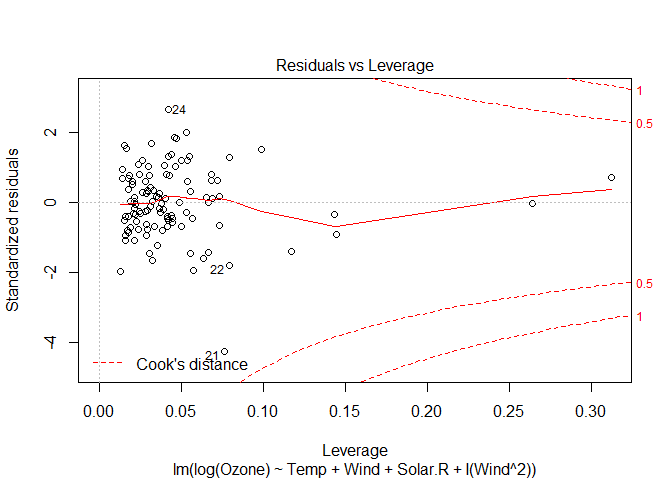 Residuals vs Leverage
Standardized residuals
2
0
-2
-4
24
22
21
1
0.5
0.5
1
Cook's distance
0.00 0.05 0.10 0.15 0.20 0.25 0.30
Leverage
lm(log(Ozone) ~ Temp + Wind + Solar.R + I(Wind^2))